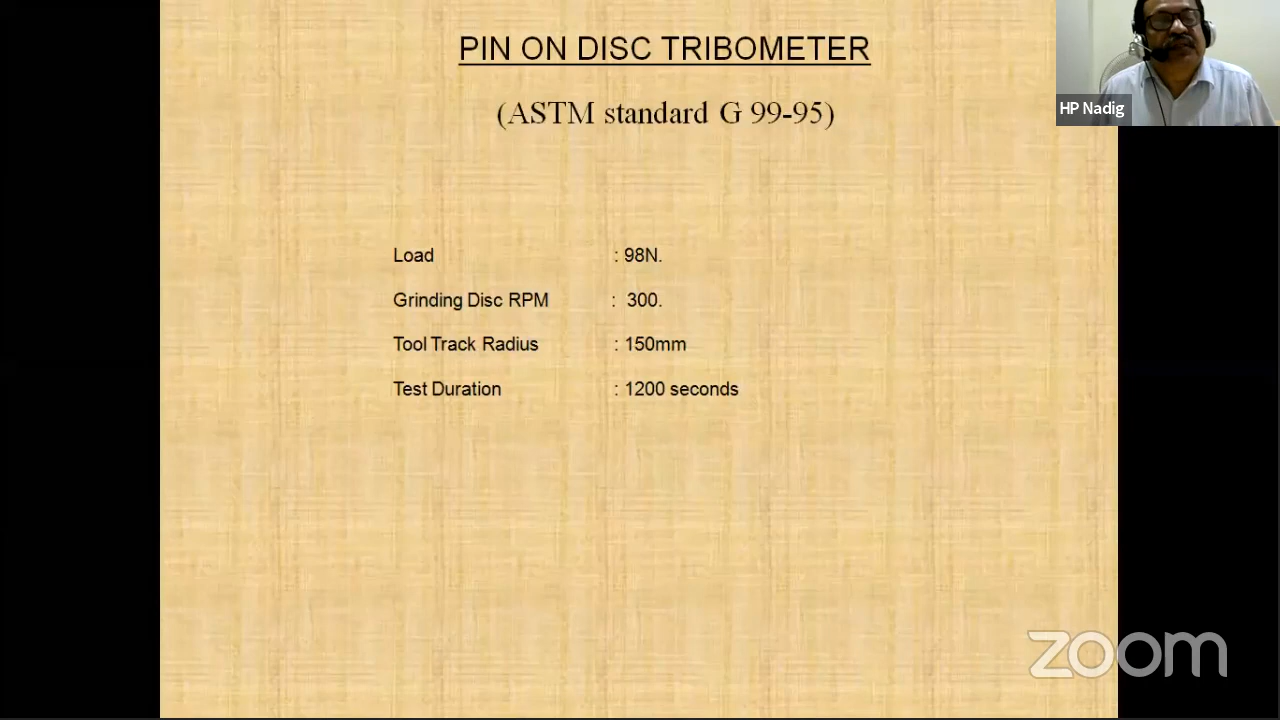 PIN ON DISC TRIBOMETER
(ASTM standard G 99-95)
HP Nadig
Load : 98N.
Grinding Disc RPM : 300.
Tool Track Radius : 150mm
Test Duration : 1200 seconds
zoom